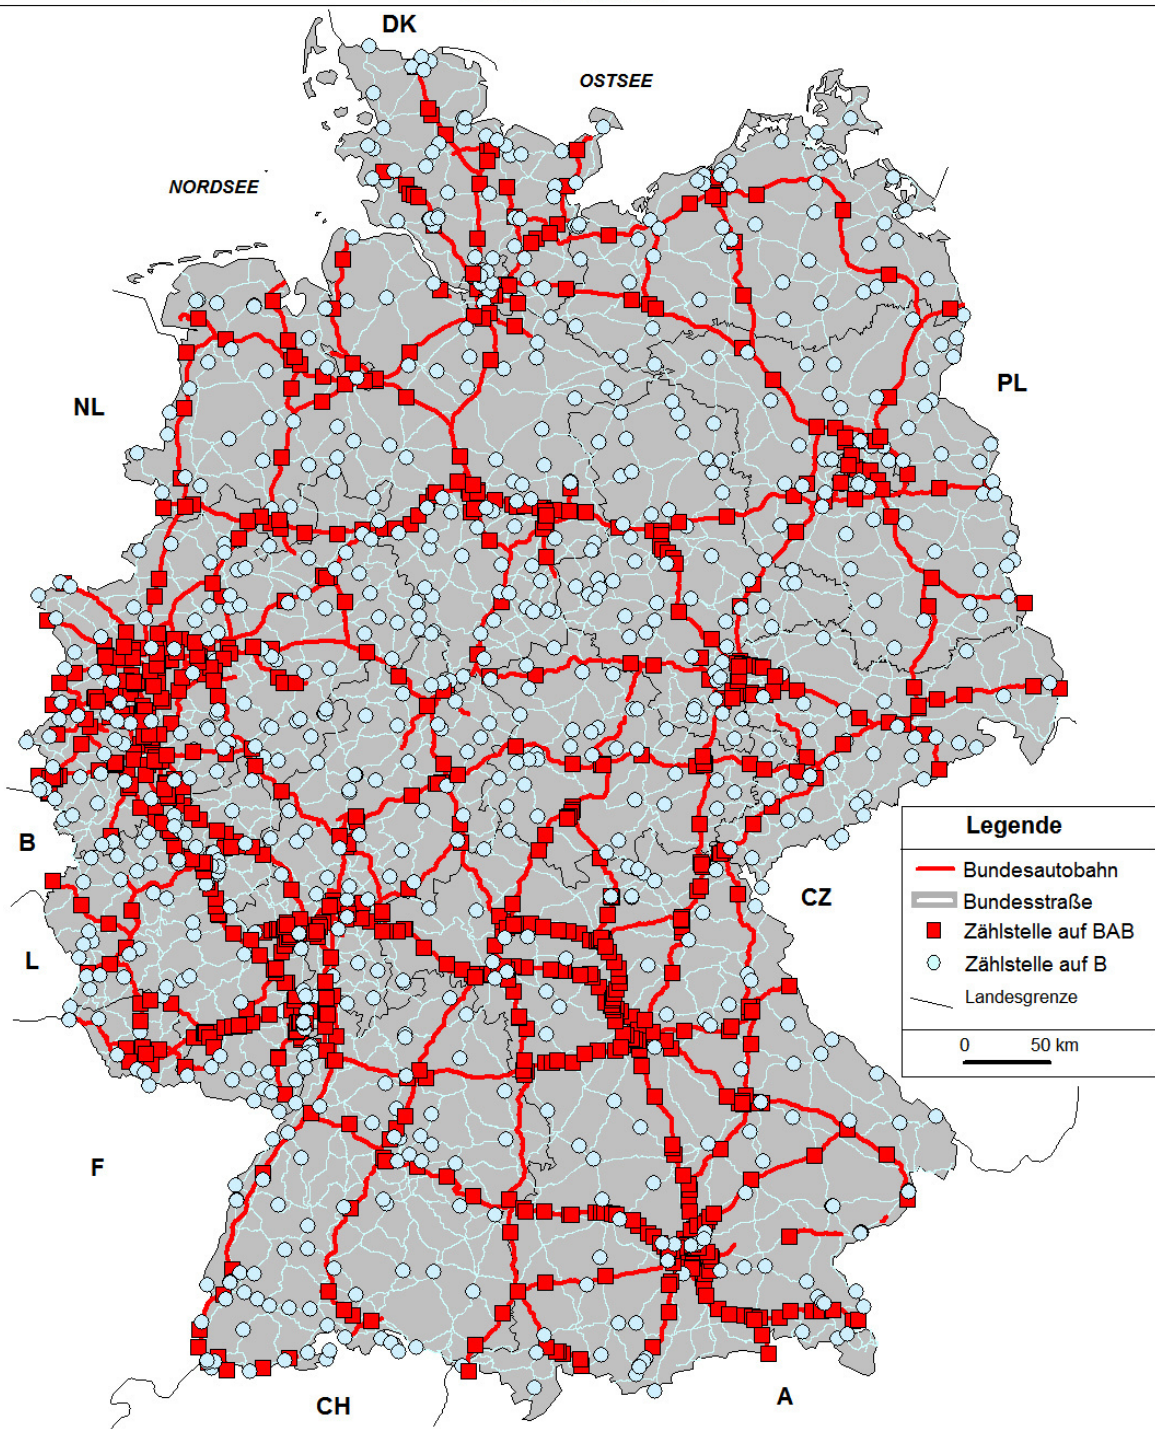 DK
OSTSEE
NORDSEE
PL
NL
B
Legende
Bundesautobahn
CZ
Bundesstraße
Zählstelle auf BAB
L
Zählstelle auf B
Landesgrenze
0 50 km
F
A
CH